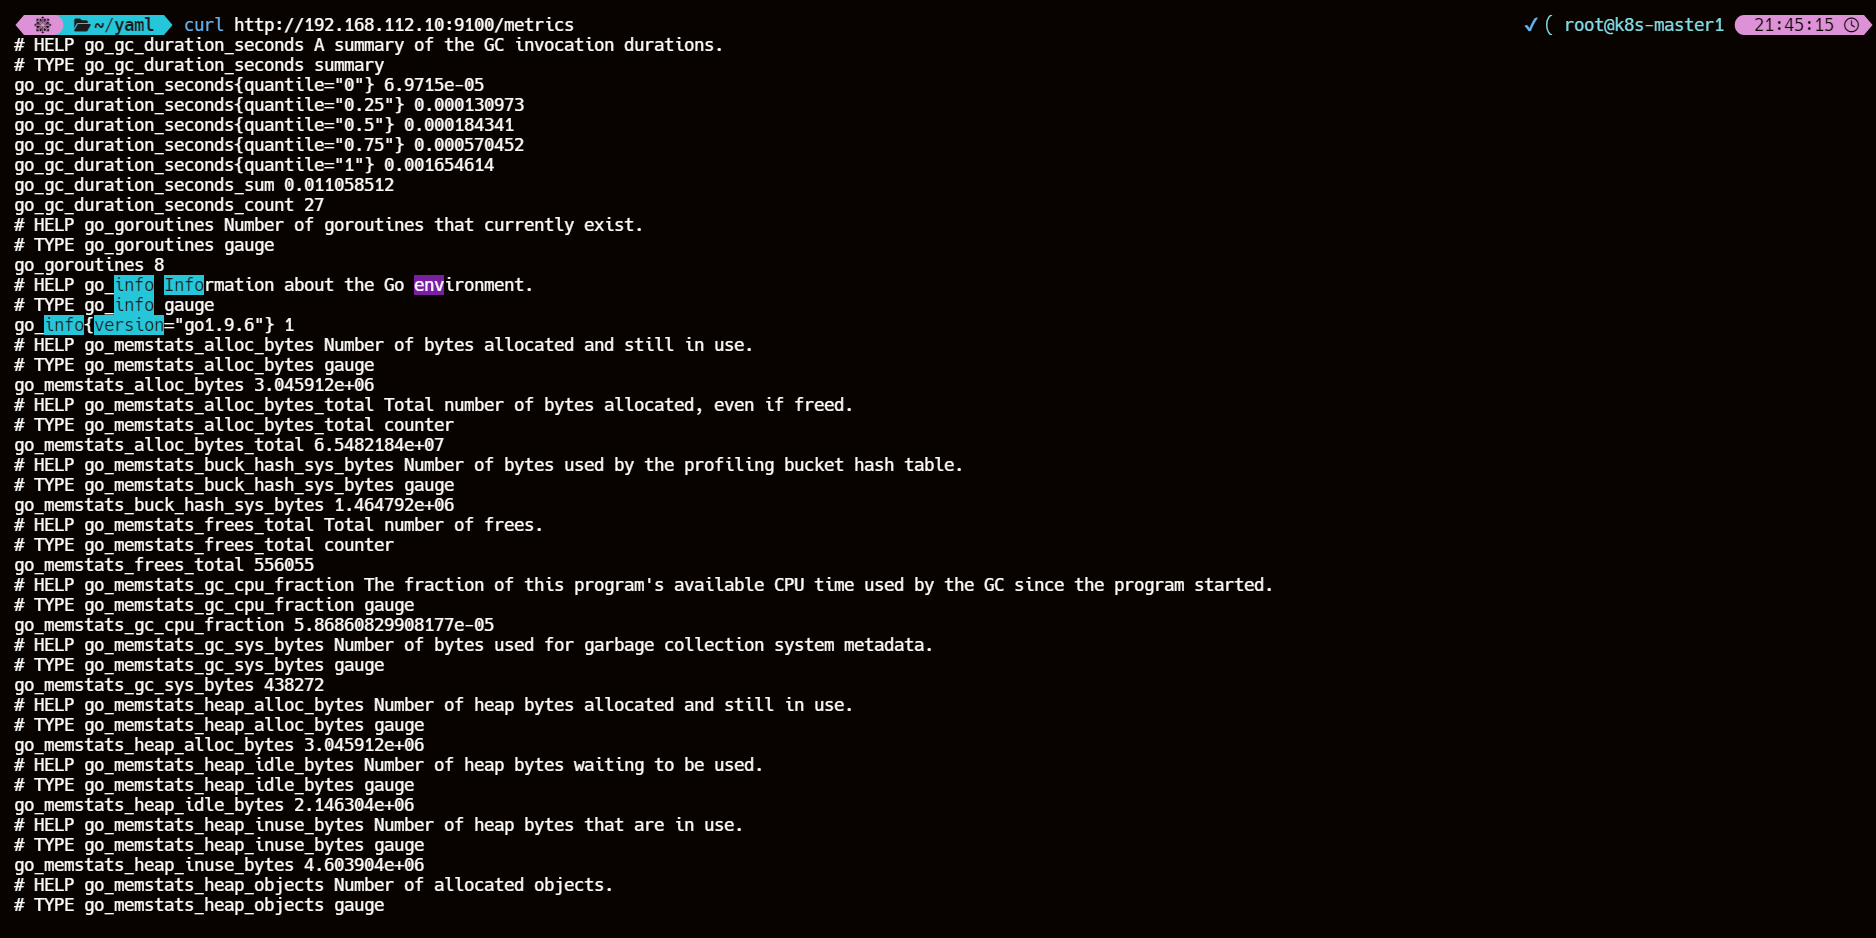 ~/yaml curl http://192.168.112.10:9100/metrics ✓ ( root@k8s-master1 21:45:15
# HELP go_gc_duration_seconds A summary of the GC invocation durations.
# TYPE go_gc_duration_seconds summary
go_gc_duration_seconds{quantile="0"} 6.9715e-05
go_gc_duration_seconds{quantile="0.25"} 0.000130973
go_gc_duration_seconds{quantile="0.5"} 0.000184341
go_gc_duration_seconds{quantile="0.75"} 0.000570452
go_gc_duration_seconds{quantile="1"} 0.001654614
go_gc_duration_seconds_sum 0.011058512
go_gc_duration_seconds_count 27
# HELP go_goroutines Number of goroutines that currently exist.
# TYPE go_goroutines gauge
go_goroutines 8
# HELP go_info Information about the Go environment.
# TYPE go_info gauge
go_info{version="go1.9.6"} 1
# HELP go_memstats_alloc_bytes Number of bytes allocated and still in use.
# TYPE go_memstats_alloc_bytes gauge
go_memstats_alloc_bytes 3.045912e+06
# HELP go_memstats_alloc_bytes_total Total number of bytes allocated, even if freed.
# TYPE go_memstats_alloc_bytes_total counter
go_memstats_alloc_bytes_total 6.5482184e+07
# HELP go_memstats_buck_hash_sys_bytes Number of bytes used by the profiling bucket hash table.
# TYPE go_memstats_buck_hash_sys_bytes gauge
go_memstats_buck_hash_sys_bytes 1.464792e+06
# HELP go_memstats_frees_total Total number of frees.
# TYPE go_memstats_frees_total counter
go_memstats_frees_total 556055
# HELP go_memstats_gc_cpu_fraction The fraction of this program's available CPU time used by the GC since the program started.
# TYPE go_memstats_gc_cpu_fraction gauge
go_memstats_gc_cpu_fraction 5.86860829908177e-05
# HELP go_memstats_gc_sys_bytes Number of bytes used for garbage collection system metadata.
# TYPE go_memstats_gc_sys_bytes gauge
go_memstats_gc_sys_bytes 438272
# HELP go_memstats_heap_alloc_bytes Number of heap bytes allocated and still in use.
# TYPE go_memstats_heap_alloc_bytes gauge
go_memstats_heap_alloc_bytes 3.045912e+06
# HELP go_memstats_heap_idle_bytes Number of heap bytes waiting to be used.
# TYPE go_memstats_heap_idle_bytes gauge
go_memstats_heap_idle_bytes 2.146304e+06
# HELP go_memstats_heap_inuse_bytes Number of heap bytes that are in use.
# TYPE go_memstats_heap_inuse_bytes gauge
go_memstats_heap_inuse_bytes 4.603904e+06
# HELP go_memstats_heap_objects Number of allocated objects.
# TYPE go_memstats_heap_objects gauge